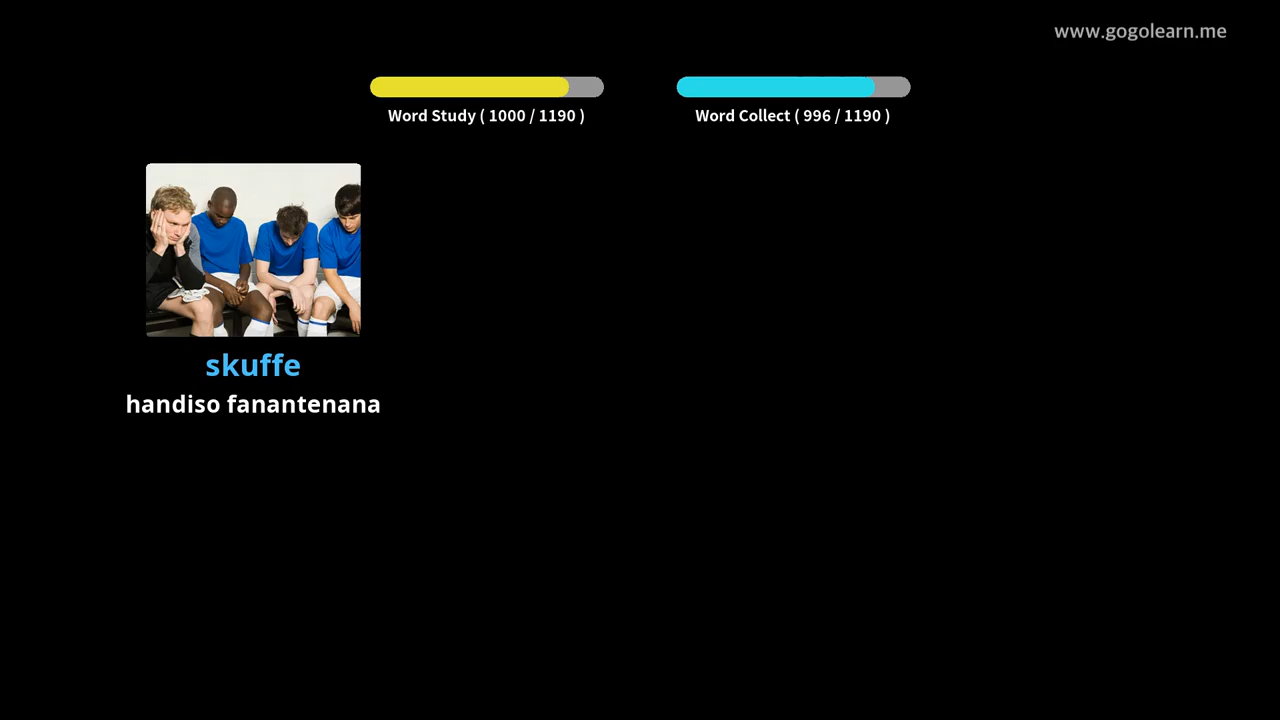 www.gogolearn.me
Word Study ( 1000 / 1190 )
Word Collect ( 996 / 1190 )
skuffe
handiso fanantenana